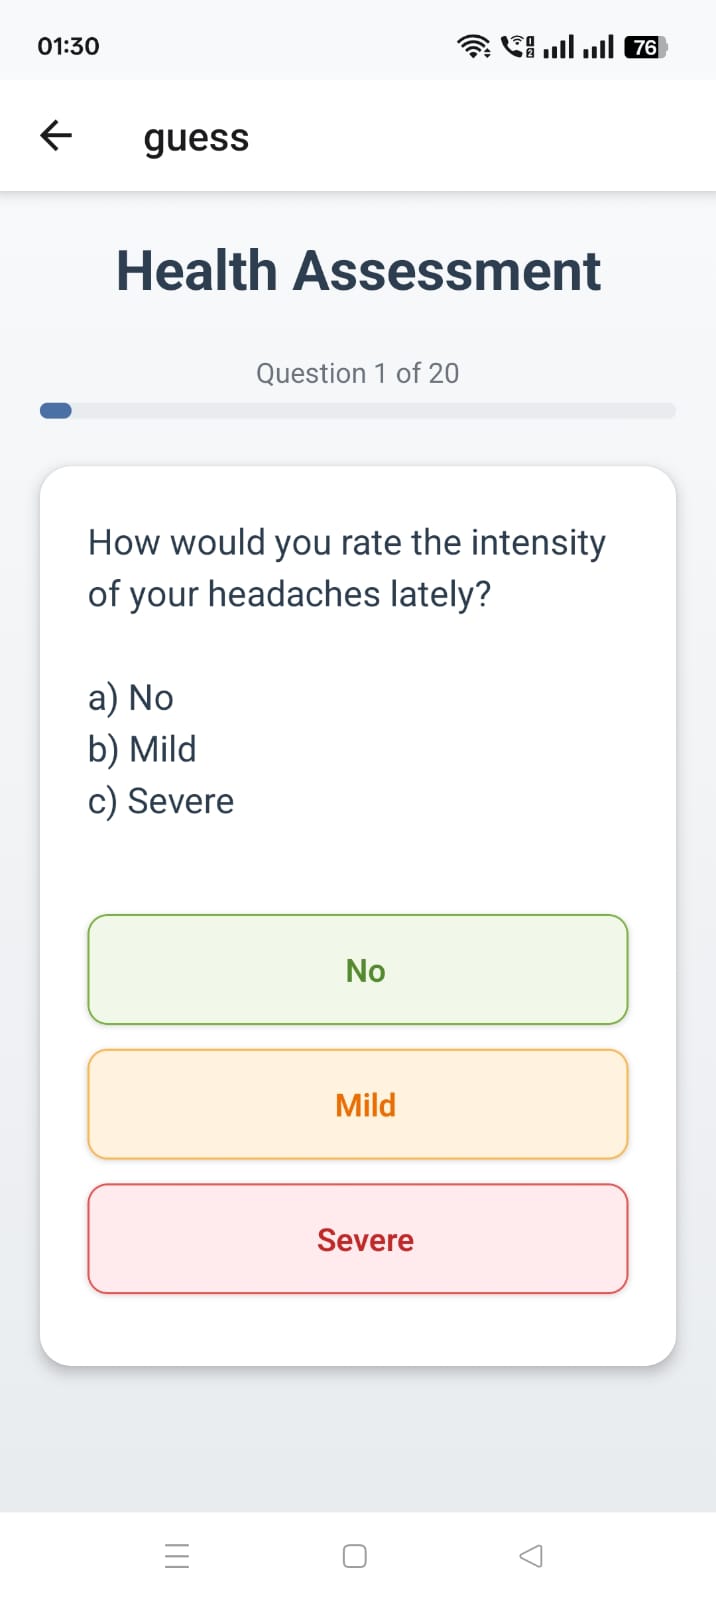 01:30
76
guess
Health Assessment
Question 1 of 20
How would you rate the intensity
of your headaches lately?
a) No
b) Mild
c) Severe
No
Mild
Severe